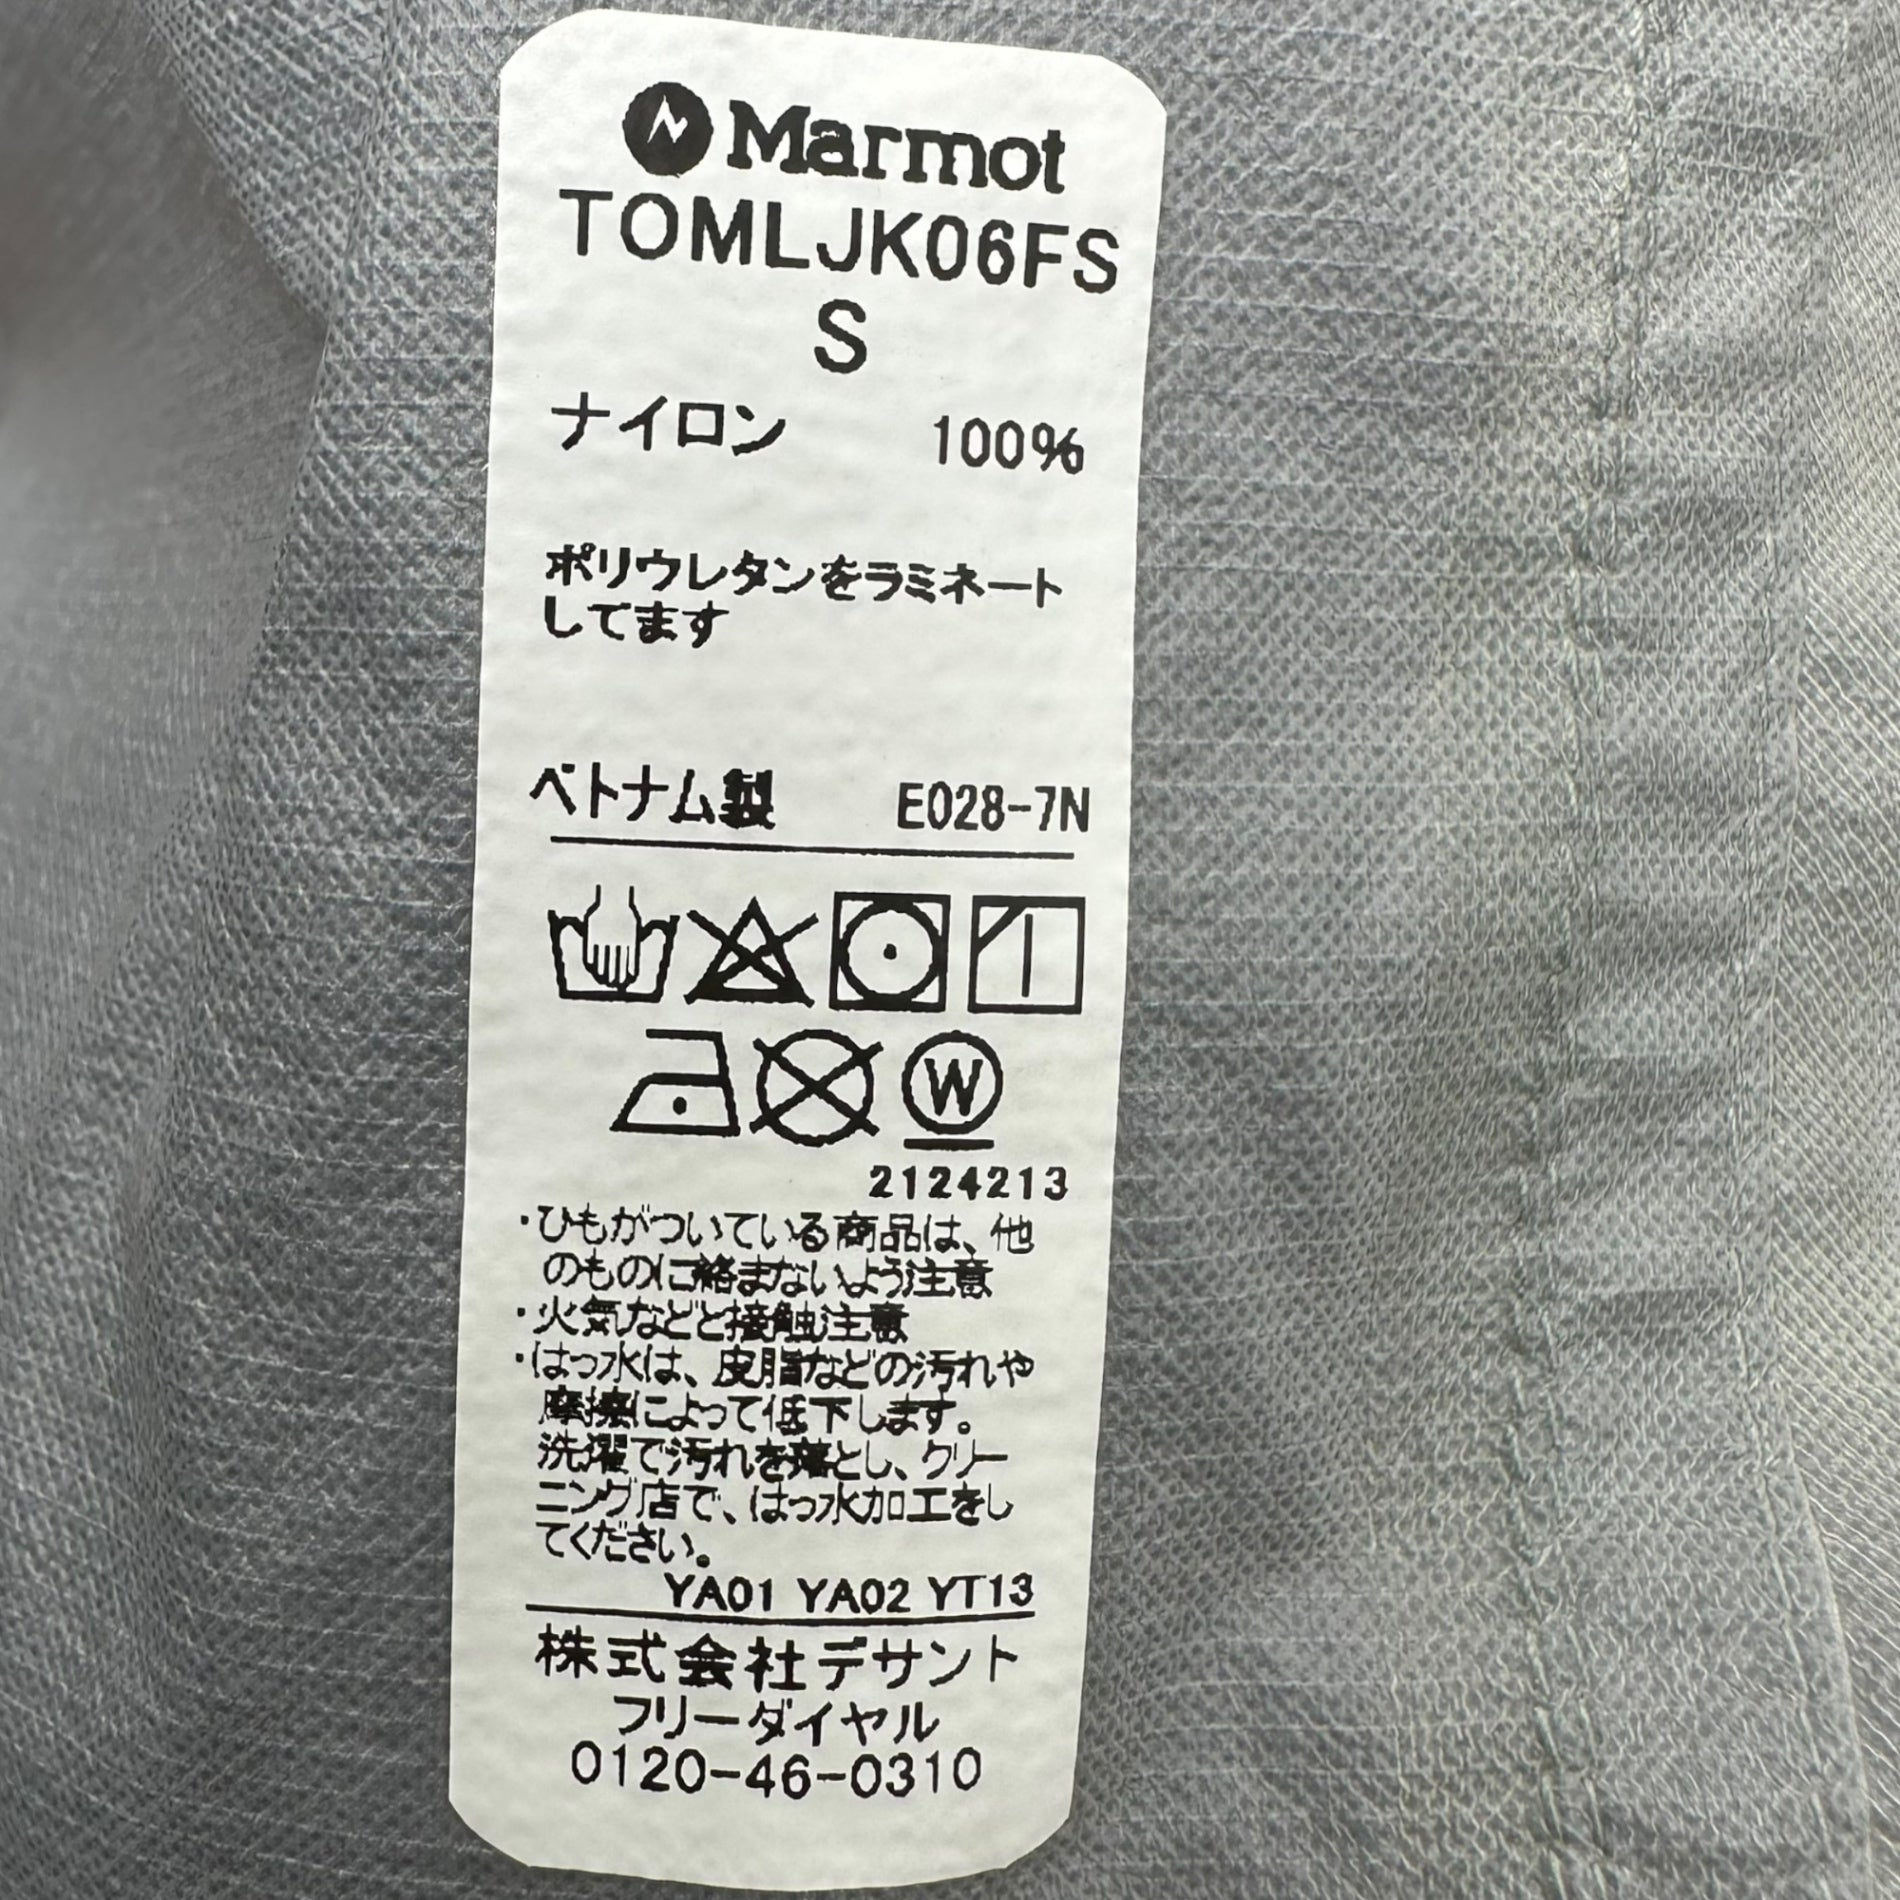 Marmot
TOMLJK06FS
S
ナイロン 100%
ポリウレタンをラミネート
してます
ベトナム製 E028-7N
W
2124213
・ひもがついている商品は、他
のものに絡まないよう注意
・火気などと接触注意
・はっ水は、皮脂などの汚れや
摩擦によって低下します。
洗濯で汚れを落とし、クリー
ニング店で、はっ水加工をし
てください。
YA01 YA02 YT13
株式会社デサント
フリーダイヤル
0120-46-0310